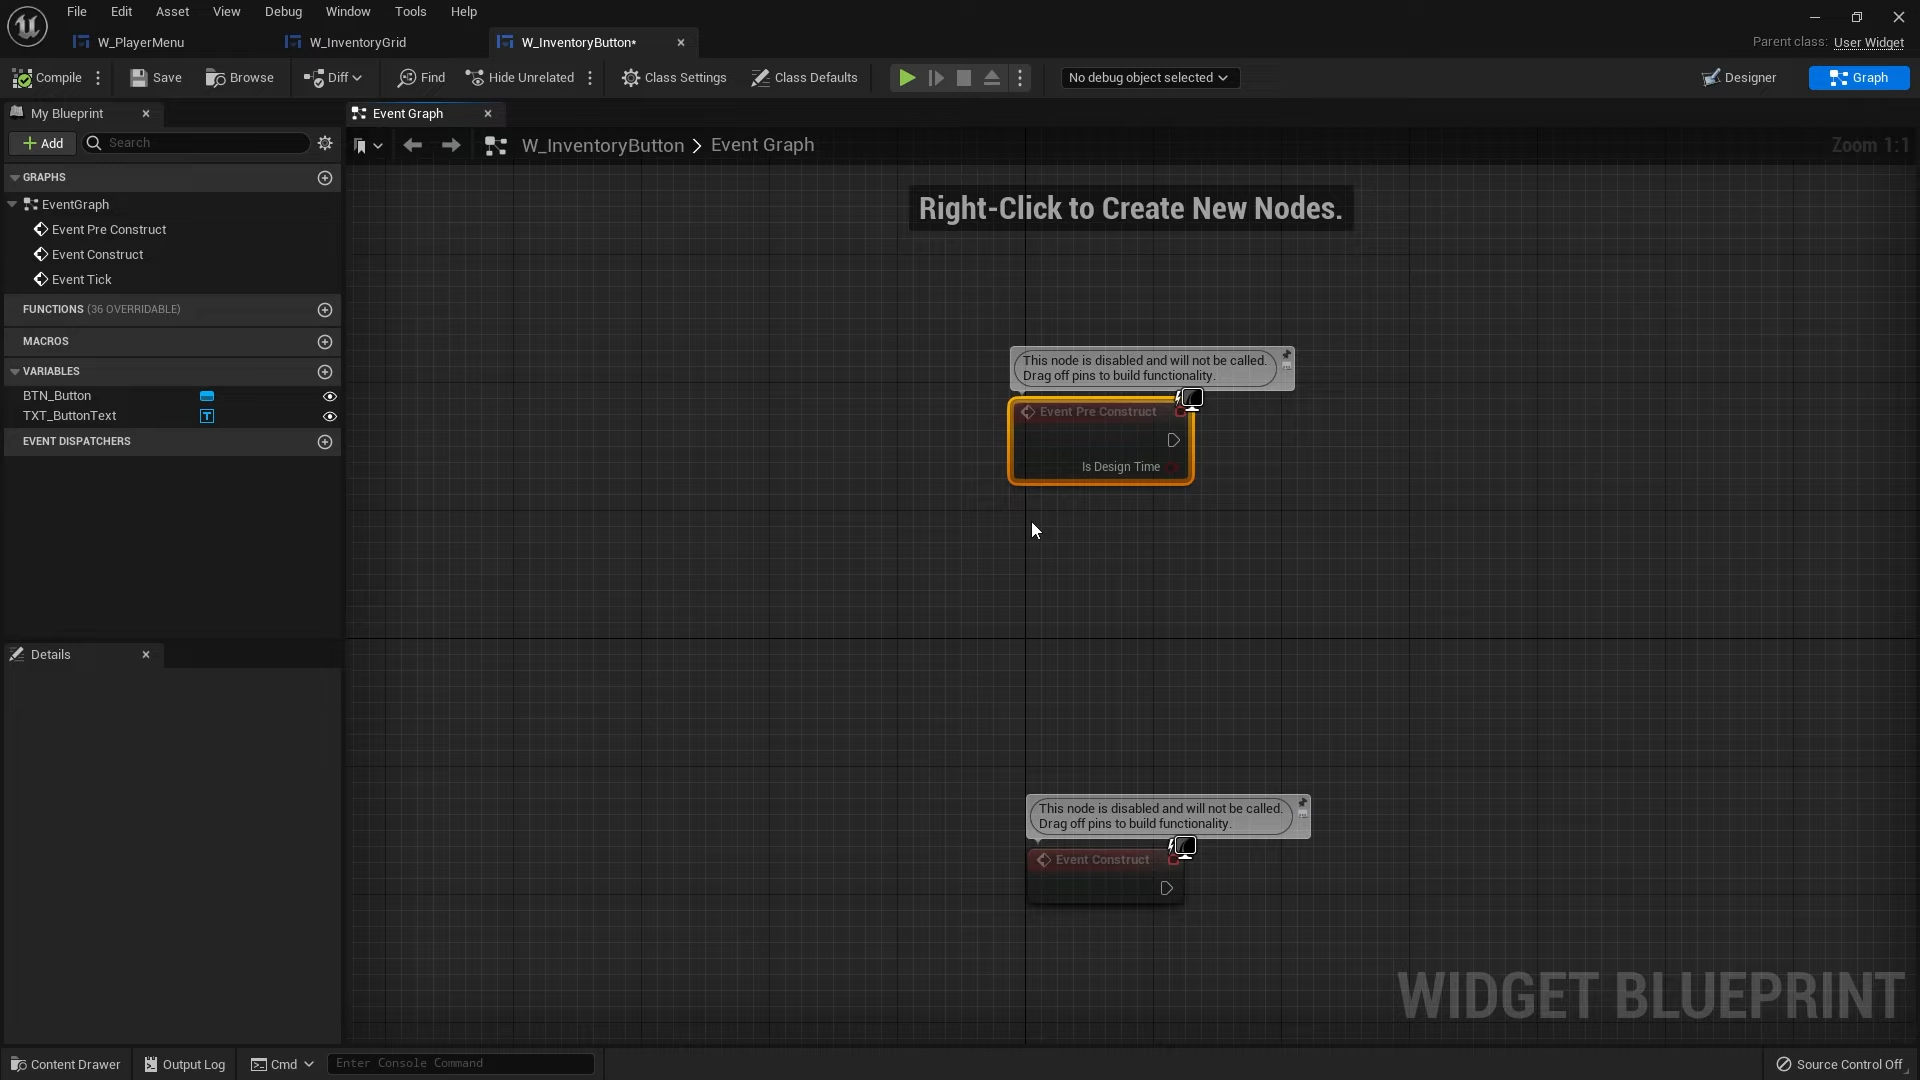 File Edit Asset View Debug Window Tools Help
W_PlayerMenu W_InventoryGrid W_InventoryButton*
Parent class: User Widget
Compile Save Browse Diff Find Hide Unrelated Class Settings Class Defaults No debug object selected Designer Graph
My Blueprint Event Graph
Add Search
W_InventoryButton > Event Graph
Zoom 1:1
GRAPHS
EventGraph
Event Pre Construct
Event Construct
Event Tick
FUNCTIONS (36 OVERRIDABLE)
MACROS
VARIABLES
BTN_Button
TXT_ButtonText
EVENT DISPATCHERS
Details
Right-Click to Create New Nodes.
This node is disabled and will not be called.
Drag off pins to build functionality.
Event Pre Construct
Is Design Time
This node is disabled and will not be called.
Drag off pins to build functionality.
Event Construct
WIDGET BLUEPRINT
Content Drawer Output Log Cmd Enter Console Command Source Control Off